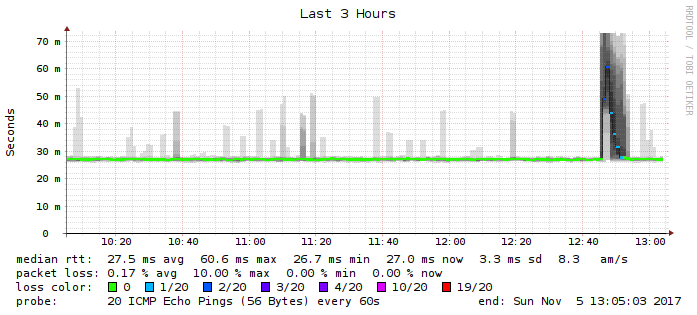 Last 3 Hours
RRDTOOL / TOBI OETIKER
Seconds
70 m
60 m
50 m
40 m
30 m
20 m
10 m
0
10:20 10:40 11:00 11:20 11:40 12:00 12:20 12:40 13:00
median rtt: 27.5 ms avg 60.6 ms max 26.7 ms min 27.0 ms now 3.3 ms sd 8.3 am/s
packet loss: 0.17 % avg 10.00 % max 0.00 % min 0.00 % now
loss color: 0 1/20 2/20 3/20 4/20 10/20 19/20
probe: 20 ICMP Echo Pings (56 Bytes) every 60s end: Sun Nov 5 13:05:03 2017